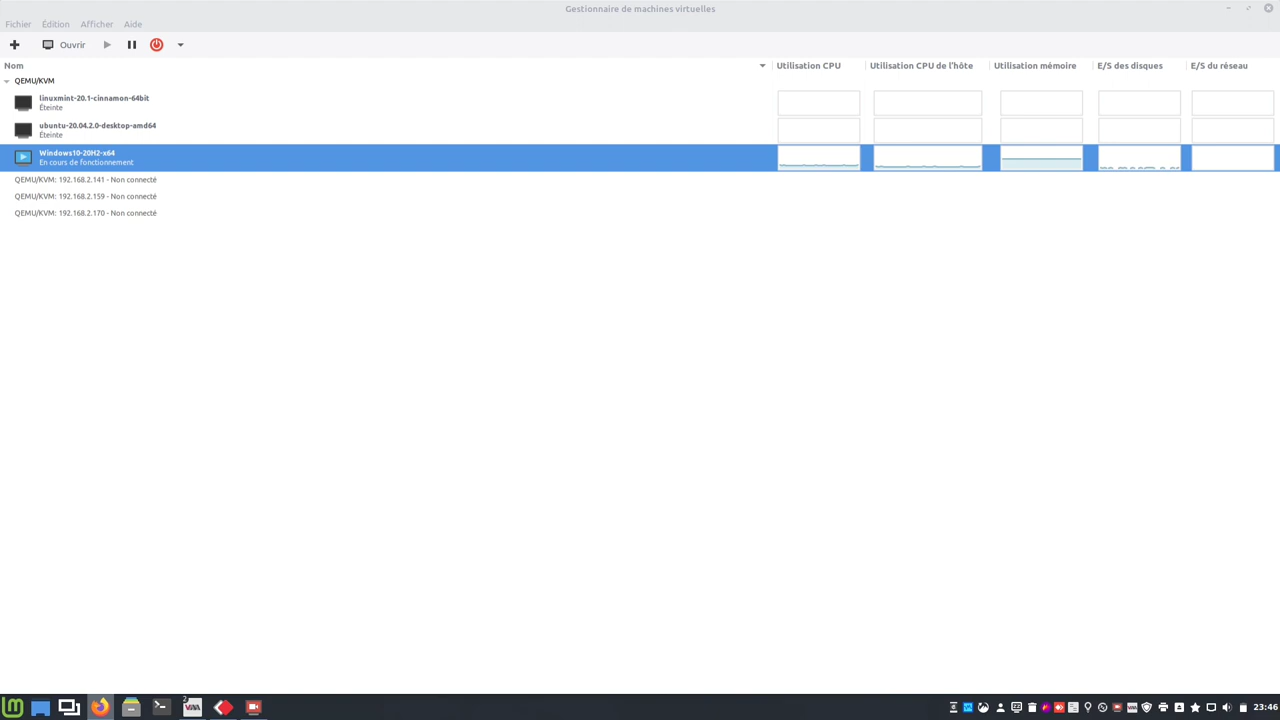 Gestionnaire de machines virtuelles
Fichier Édition Afficher Aide
Ouvrir
Nom Utilisation CPU Utilisation CPU de l'hôte Utilisation mémoire E/S des disques E/S du réseau
QEMU/KVM
linuxmint-20.1-cinnamon-64bit
Éteinte
ubuntu-20.04.2.0-desktop-amd64
Éteinte
Windows10-20H2-x64
En cours de fonctionnement
QEMU/KVM: 192.168.2.141 - Non connecté
QEMU/KVM: 192.168.2.159 - Non connecté
QEMU/KVM: 192.168.2.170 - Non connecté
2
23:46